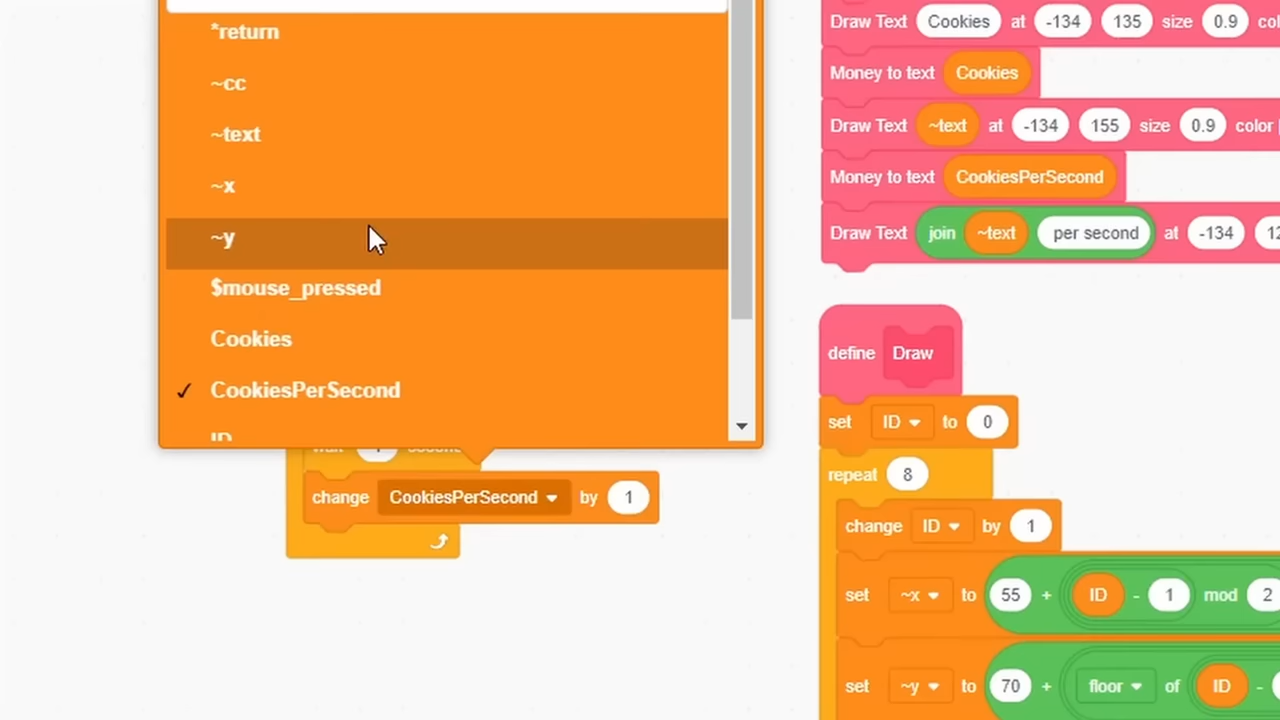 *return
~cc
~text
~x
~y
$mouse_pressed
Cookies
✓ CookiesPerSecond
ID
wait 1 seconds
change CookiesPerSecond by 1
Draw Text Cookies at -134 135 size 0.9
Money to text Cookies
Draw Text ~text at -134 155 size 0.9 color
Money to text CookiesPerSecond
Draw Text join ~text per second at -134
define Draw
set ID to 0
repeat 8
change ID by 1
set ~x to 55 + ID - 1 mod 2
set ~y to 70 + floor of ID -